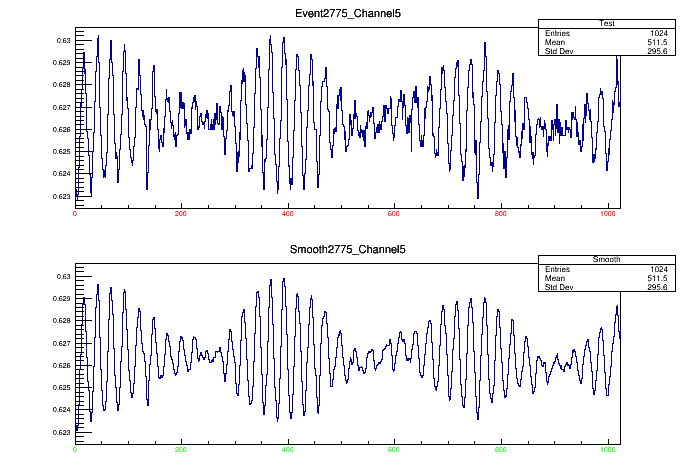 Event2775_Channel5
Test
Entries 1024
Mean 511.5
Std Dev 295.6
0.63
0.629
0.628
0.627
0.626
0.625
0.624
0.623
0 200 400 600 800 1000
Smooth2775_Channel5
Smooth
Entries 1024
Mean 511.5
Std Dev 295.6
0.63
0.629
0.628
0.627
0.626
0.625
0.624
0.623
0 200 400 600 800 1000